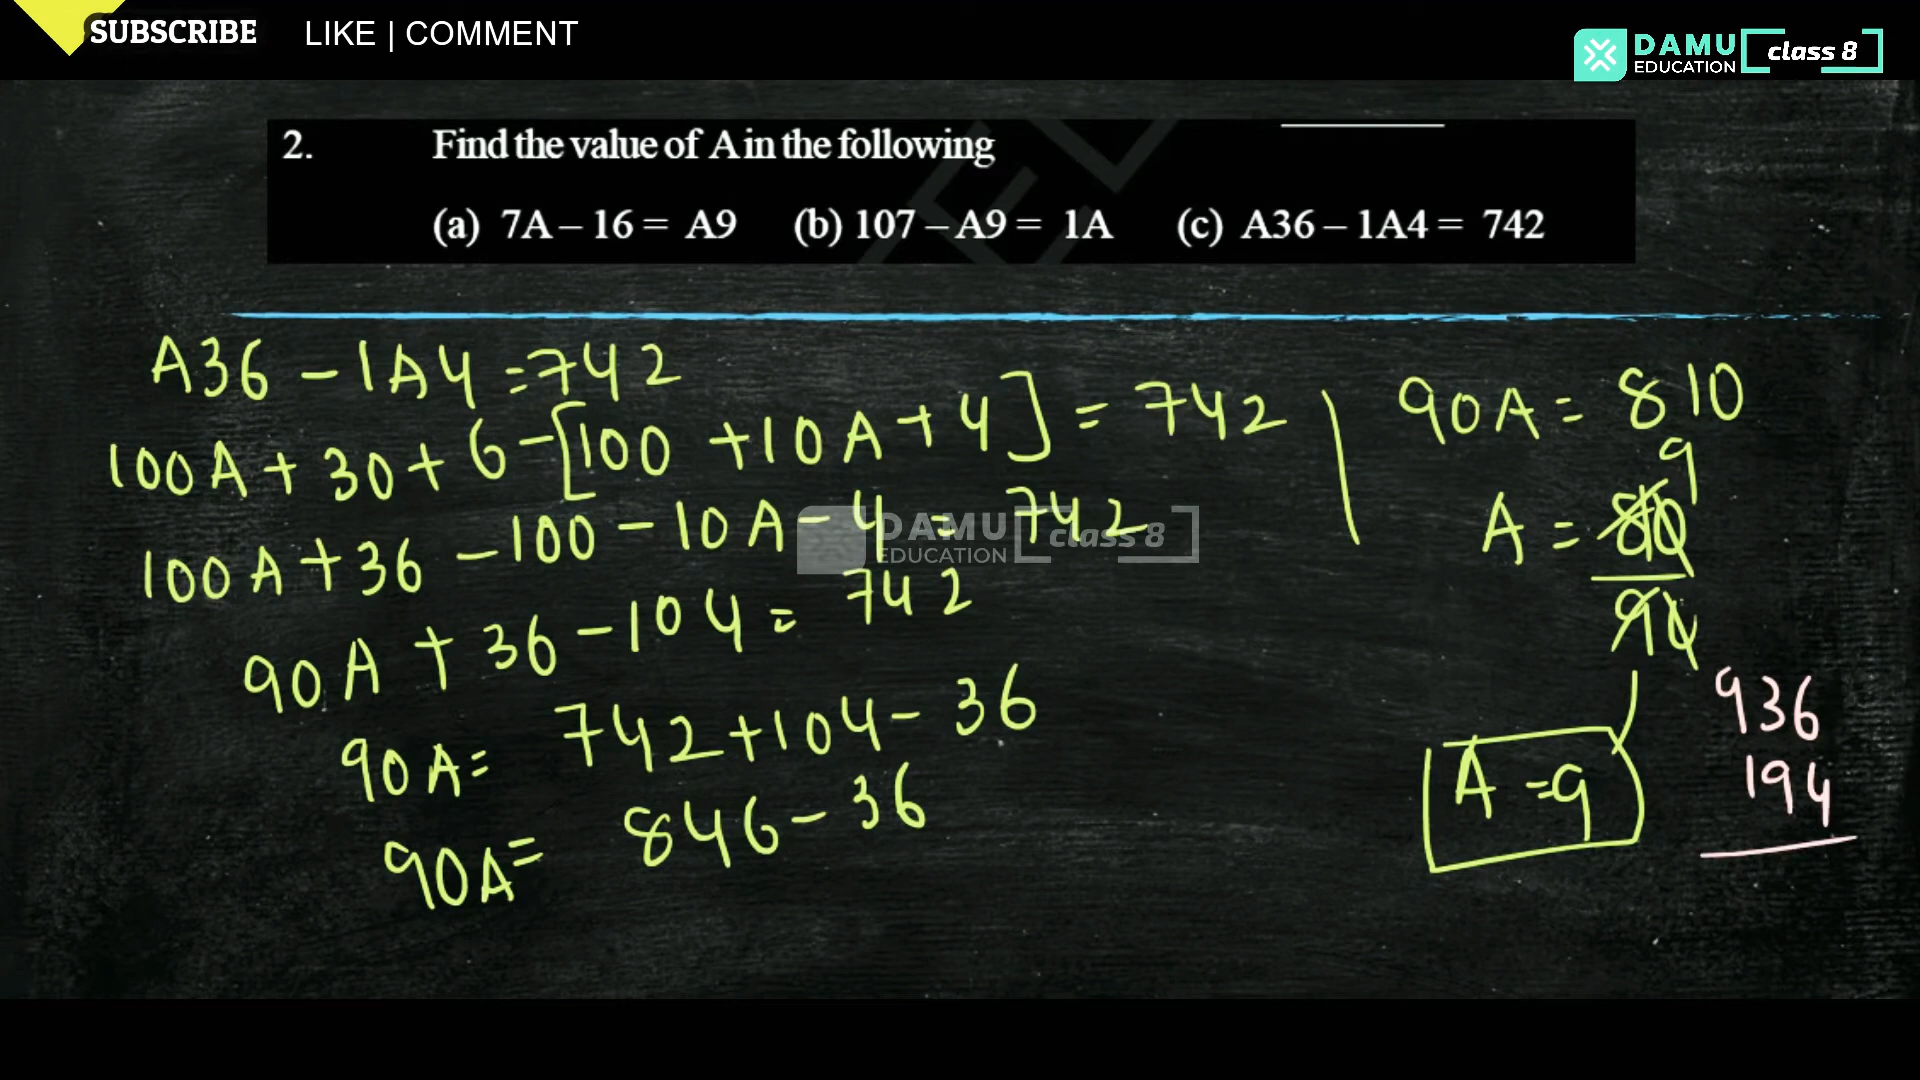 SUBSCRIBE LIKE | COMMENT
DAMU EDUCATION class 8
2. Find the value of A in the following
(a) 7A – 16 = A9 (b) 107 – A9 = 1A (c) A36 – 1A4 = 742
A36 - 1A4 = 742
100A + 30 + 6 - [100 + 10A + 4] = 742
100A + 36 - 100 - 10A - 4 = 742
90A + 36 - 104 = 742
90A = 742 + 104 - 36
90A = 846 - 36
90A = 810
9
A = 810
90
A = 9
936
194
DAMU EDUCATION class 8